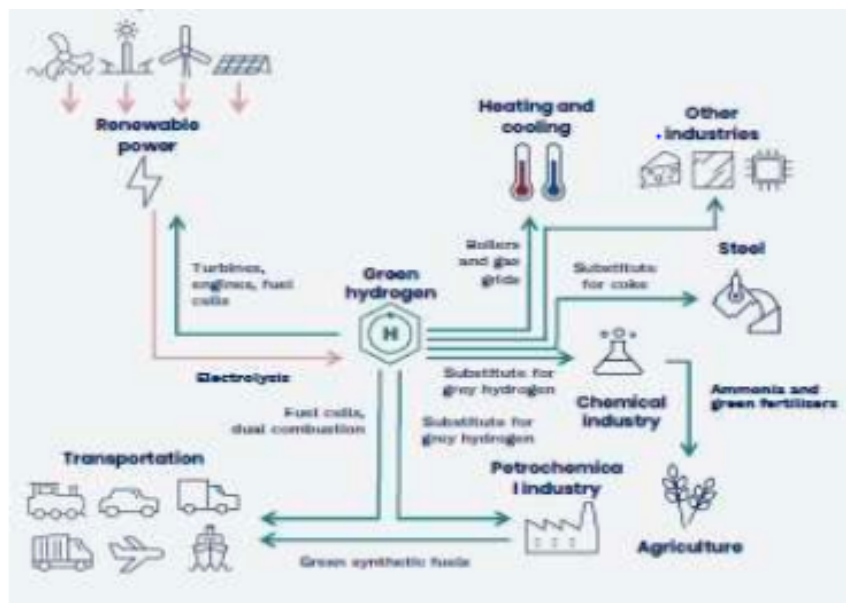 Renewable
power
Heating and
cooling
Other
industries
Turbines,
engines, fuel
cells
Green
hydrogen
H
Boilers
and gas
grids
Substitute
for coke
Steel
Electrolysis
Substitute for
grey hydrogen
Chemical
industry
Ammonia and
green fertilisers
Fuel cells,
dual combustion
Substitute for
grey hydrogen
Transportation
Petrochemica
l industry
Agriculture
Green synthetic fuels